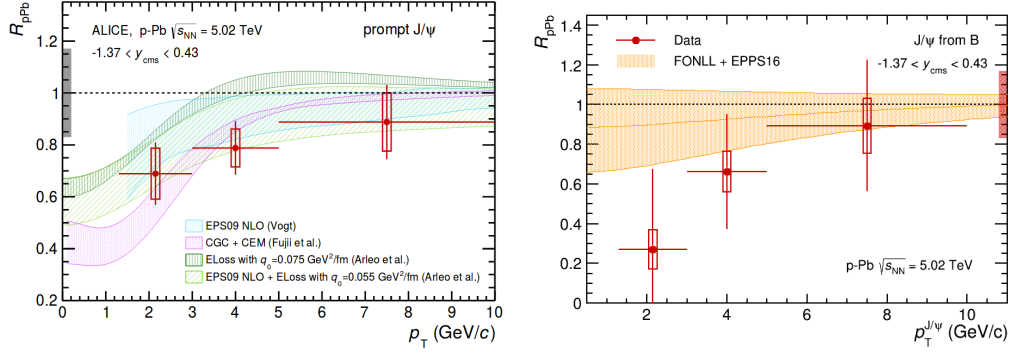 R_pPb
1.4
1.2
1
0.8
0.6
0.4
0.2
ALICE, p-Pb √s_NN = 5.02 TeV
-1.37 < y_cms < 0.43
prompt J/ψ
EPS09 NLO (Vogt)
CGC + CEM (Fujii et al.)
ELoss with q_0=0.075 GeV²/fm (Arleo et al.)
EPS09 NLO + ELoss with q_0=0.055 GeV²/fm (Arleo et al.)
0 1 2 3 4 5 6 7 8 9 10
p_T (GeV/c)
R_pPb
1.4
1.2
1
0.8
0.6
0.4
0.2
0
Data
FONLL + EPPS16
J/ψ from B
-1.37 < y_cms < 0.43
p-Pb √s_NN = 5.02 TeV
2 4 6 8 10
p_T^J/ψ (GeV/c)